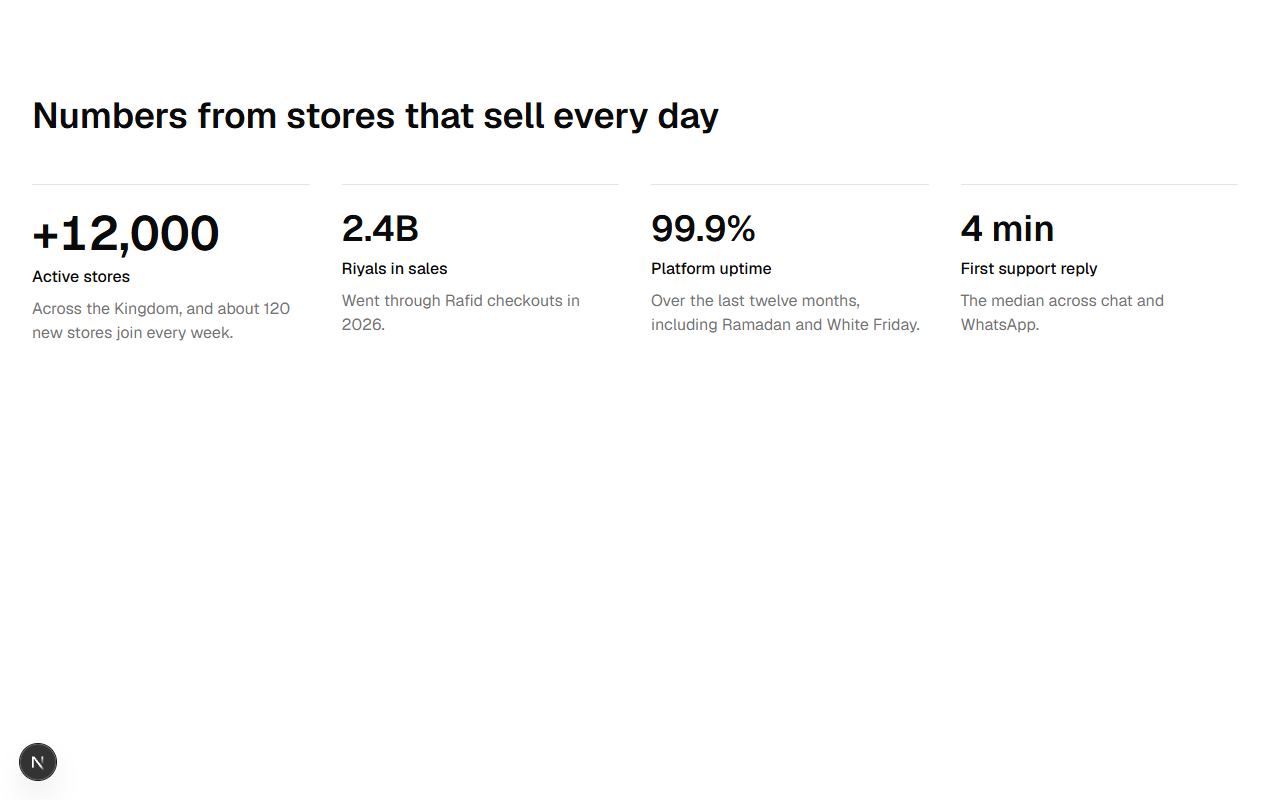 Numbers from stores that sell every day
+12,000
Active stores
Across the Kingdom, and about 120
new stores join every week.
2.4B
Riyals in sales
Went through Rafid checkouts in
2026.
99.9%
Platform uptime
Over the last twelve months,
including Ramadan and White Friday.
4 min
First support reply
The median across chat and
WhatsApp.
N